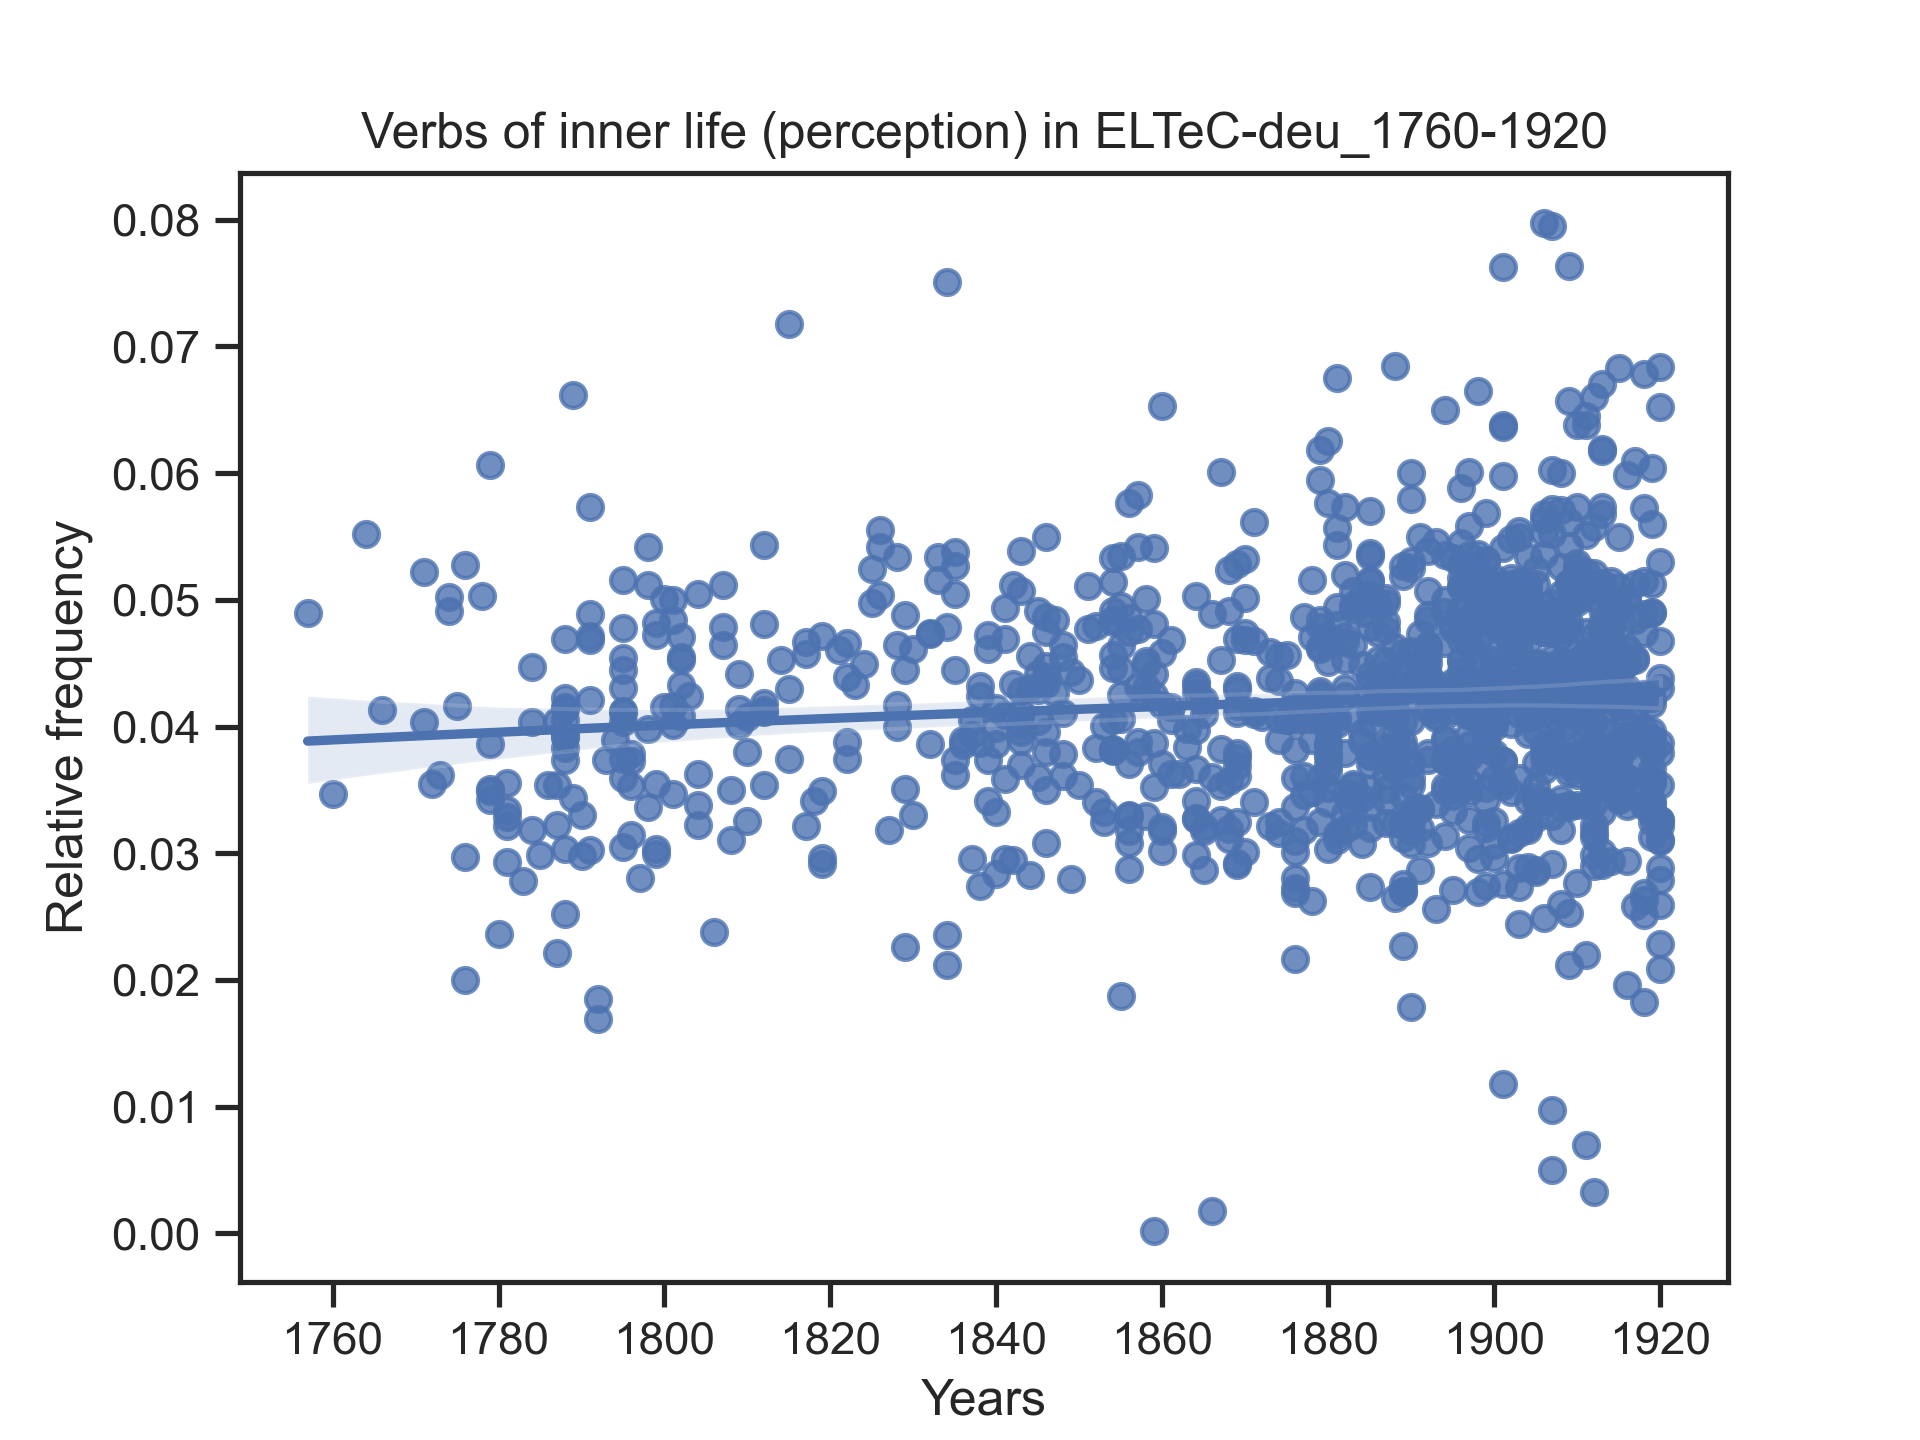 Verbs of inner life (perception) in ELTeC-deu_1760-1920
0.08
0.07
0.06
0.05
0.04
0.03
0.02
0.01
0.00
Relative frequency
1760 1780 1800 1820 1840 1860 1880 1900 1920
Years